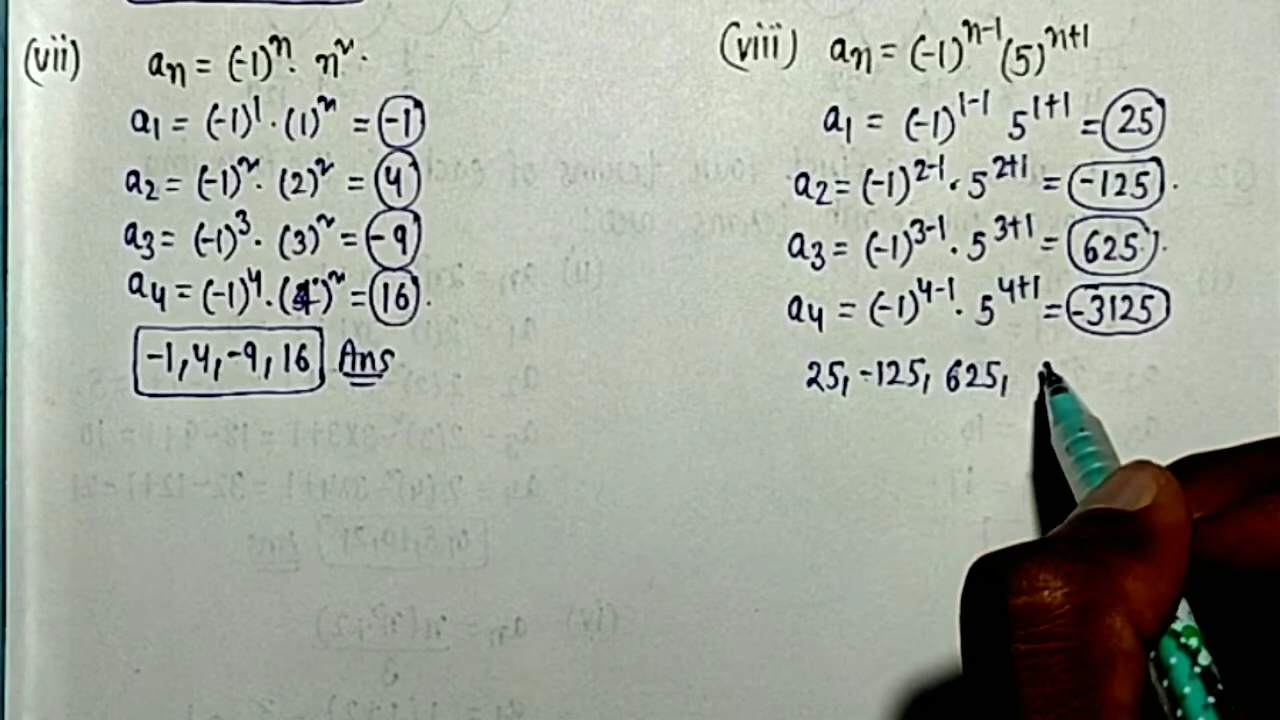 (vii) aₙ = (-1)ⁿ · n².
a₁ = (-1)¹ · (1)² = -1
a₂ = (-1)² · (2)² = 4
a₃ = (-1)³ · (3)² = -9
a₄ = (-1)⁴ · (4)² = 16.
-1, 4, -9, 16 Ans
(viii) aₙ = (-1)ⁿ⁻¹ (5)ⁿ⁺¹
a₁ = (-1)¹⁻¹ 5¹⁺¹ = 25
a₂ = (-1)²⁻¹ · 5²⁺¹ = -125.
a₃ = (-1)³⁻¹ · 5³⁺¹ = 625.
a₄ = (-1)⁴⁻¹ · 5⁴⁺¹ = -3125
25, -125, 625,